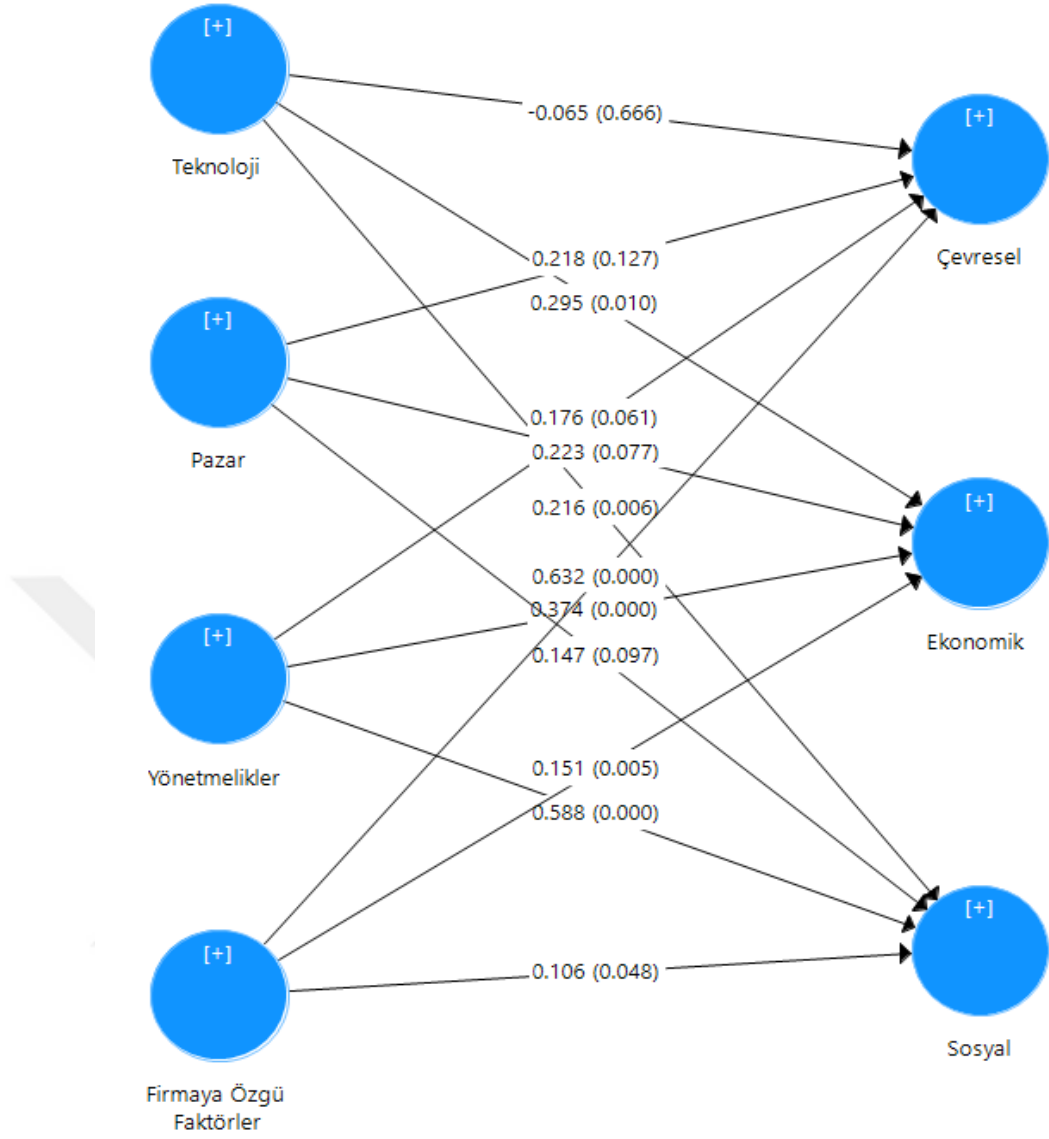 [+]
Teknoloji
[+]
Pazar
[+]
Yönetmelikler
[+]
Firmaya Özgü
Faktörler
-0.065 (0.666)
0.218 (0.127)
0.295 (0.010)
0.176 (0.061)
0.223 (0.077)
0.216 (0.006)
0.632 (0.000)
0.374 (0.000)
0.147 (0.097)
0.151 (0.005)
0.588 (0.000)
0.106 (0.048)
[+]
Çevresel
[+]
Ekonomik
[+]
Sosyal